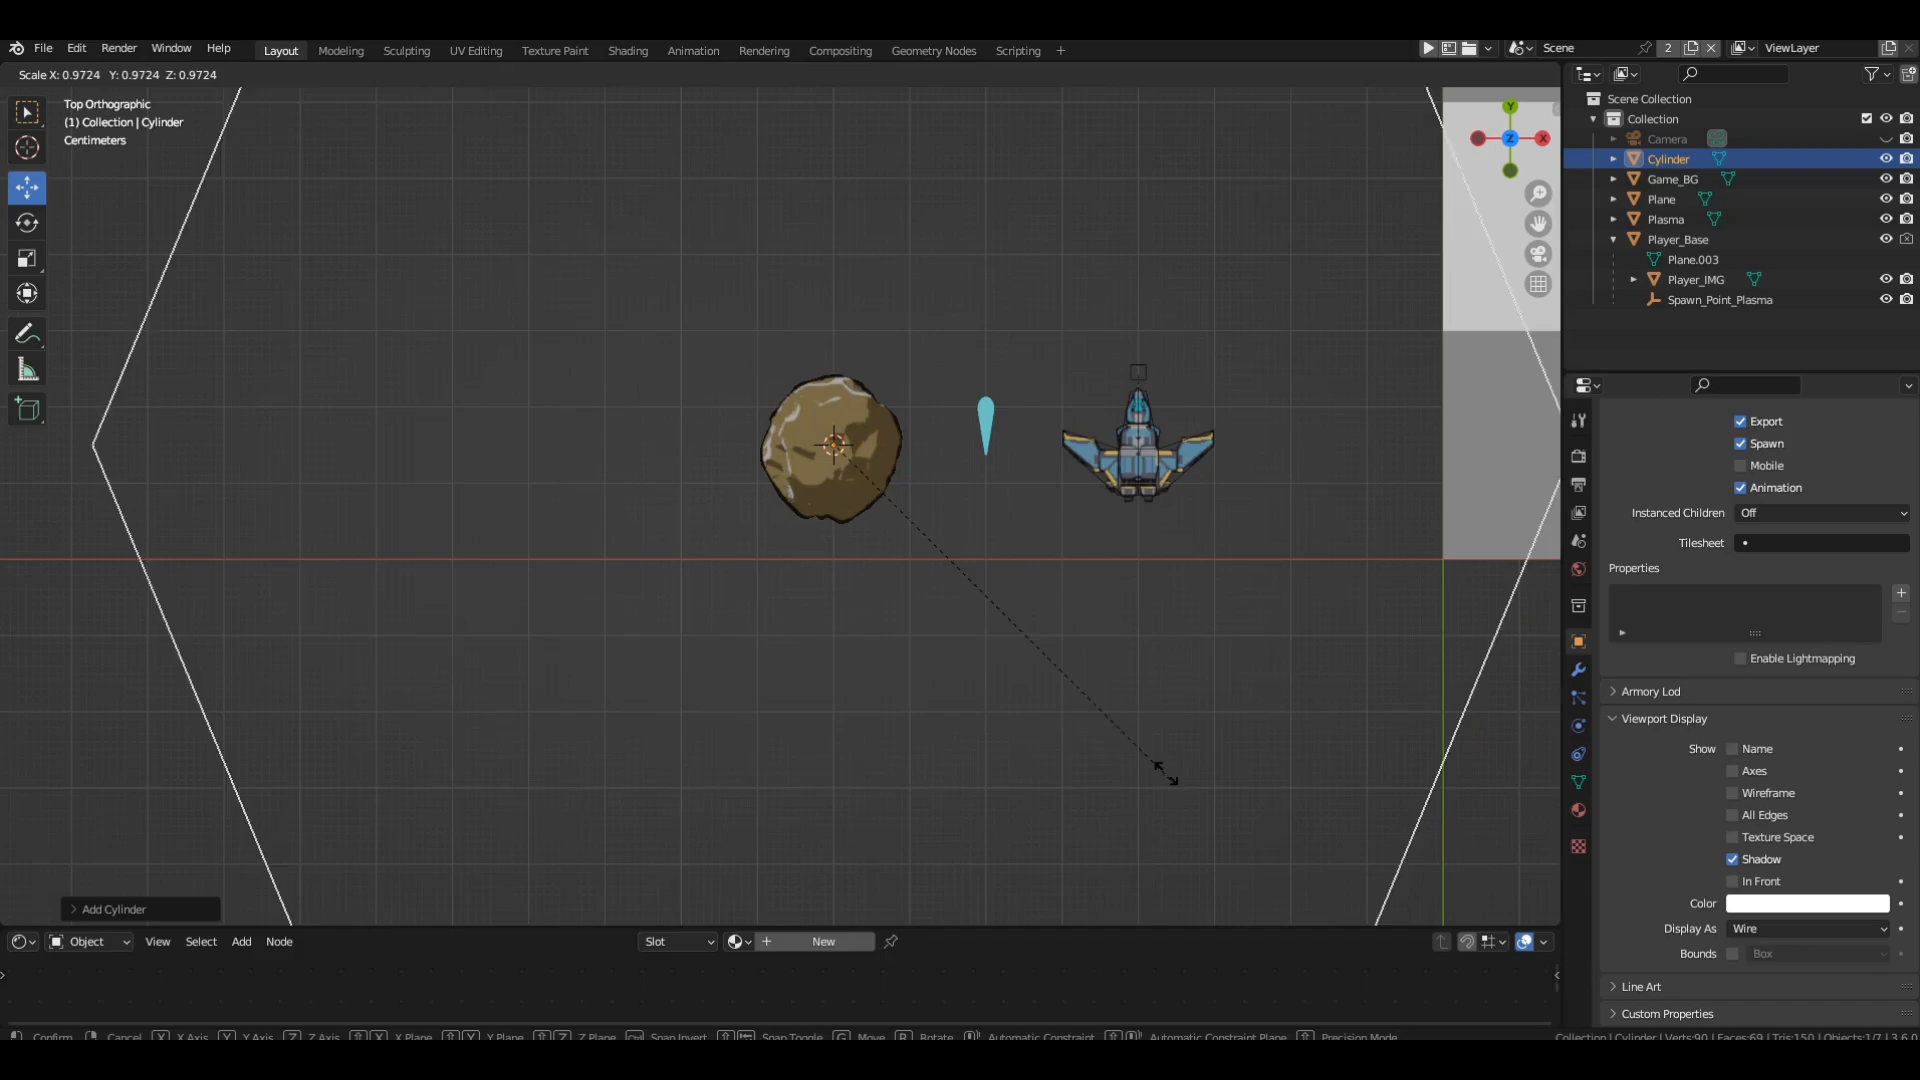 File Edit Render Window Help
Layout Modeling Sculpting UV Editing Texture Paint Shading Animation Rendering Compositing Geometry Nodes Scripting +
Scene 2 ViewLayer
Scale X: 0.9724 Y: 0.9724 Z: 0.9724
Top Orthographic
(1) Collection | Cylinder
Centimeters
Y
Z
X
Scene Collection
Collection
Camera
Cylinder
Game_BG
Plane
Plasma
Player_Base
Plane.003
Player_IMG
Spawn_Point_Plasma
Export
Spawn
Mobile
Animation
Instanced Children Off
Tilesheet
Properties
Enable Lightmapping
Armory Lod
Viewport Display
Show Name
Axes
Wireframe
All Edges
Texture Space
Shadow
In Front
Color
Display As Wire
Bounds Box
Line Art
Custom Properties
Add Cylinder
Object View Select Add Node Slot New
Confirm Cancel X X Axis Y Y Axis Z Z Axis X X Plane Y Y Plane Z Z Plane Ctrl Snap Invert Snap Toggle G Move R Rotate Automatic Constraint Automatic Constraint Plane Precision Mode
Collection | Cylinder | Verts:90 | Faces:69 | Tris:150 | Objects:1/7 | 3.6.0